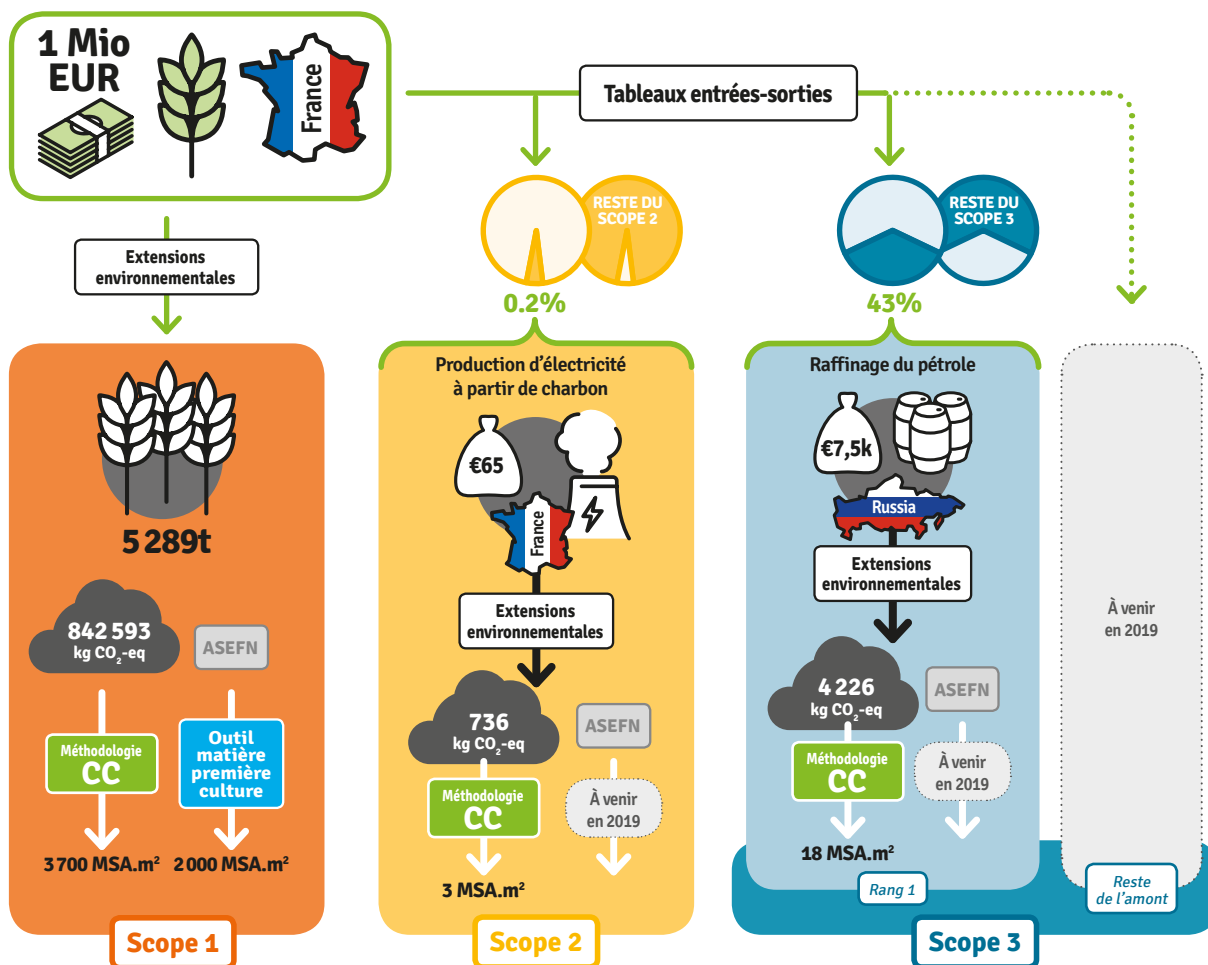 1 Mio
EUR
France
Tableaux entrées-sorties
Extensions
environnementales
RESTE DU
SCOPE 2
0.2%
RESTE DU
SCOPE 3
43%
5 289t
842 593
kg CO₂-eq
ASEFN
Méthodologie
CC
Outil
matière
première
culture
3 700 MSA.m²
2 000 MSA.m²
Scope 1
Production d'électricité
à partir de charbon
€65
France
Extensions
environnementales
736
kg CO₂-eq
ASEFN
Méthodologie
CC
À venir
en 2019
3 MSA.m²
Scope 2
Raffinage du pétrole
€7,5k
Russia
Extensions
environnementales
4 226
kg CO₂-eq
ASEFN
Méthodologie
CC
À venir
en 2019
18 MSA.m²
Rang 1
À venir
en 2019
Reste
de l'amont
Scope 3